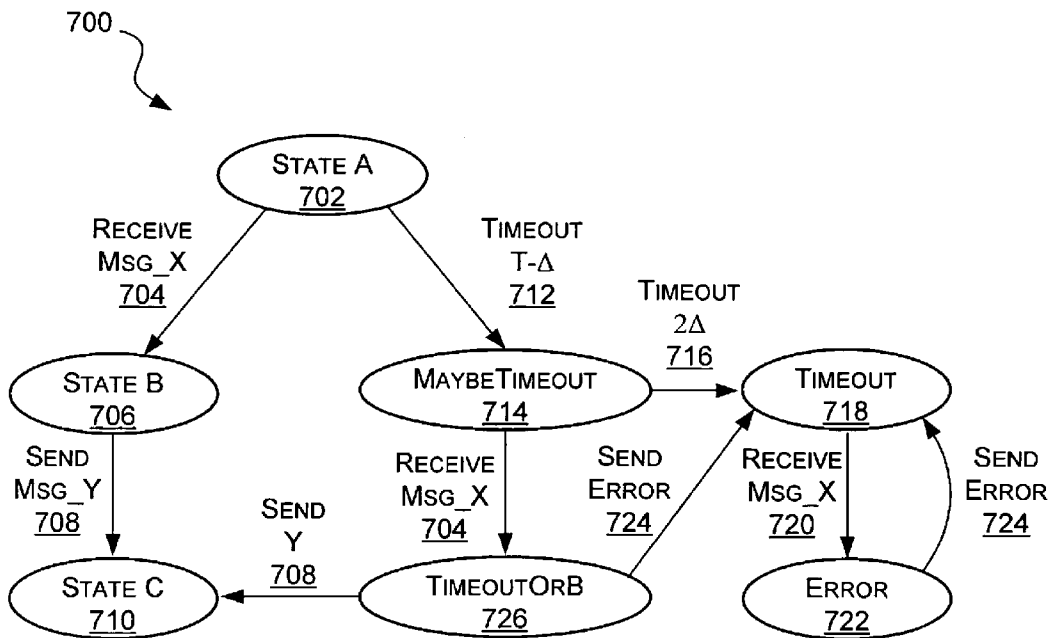 700
STATE A
702
RECEIVE
MSG_X
704
TIMEOUT
T-Δ
712
TIMEOUT
2Δ
716
STATE B
706
MAYBETIMEOUT
714
TIMEOUT
718
SEND
MSG_Y
708
SEND
Y
708
RECEIVE
MSG_X
704
SEND
ERROR
724
RECEIVE
MSG_X
720
SEND
ERROR
724
STATE C
710
TIMEOUTORB
726
ERROR
722